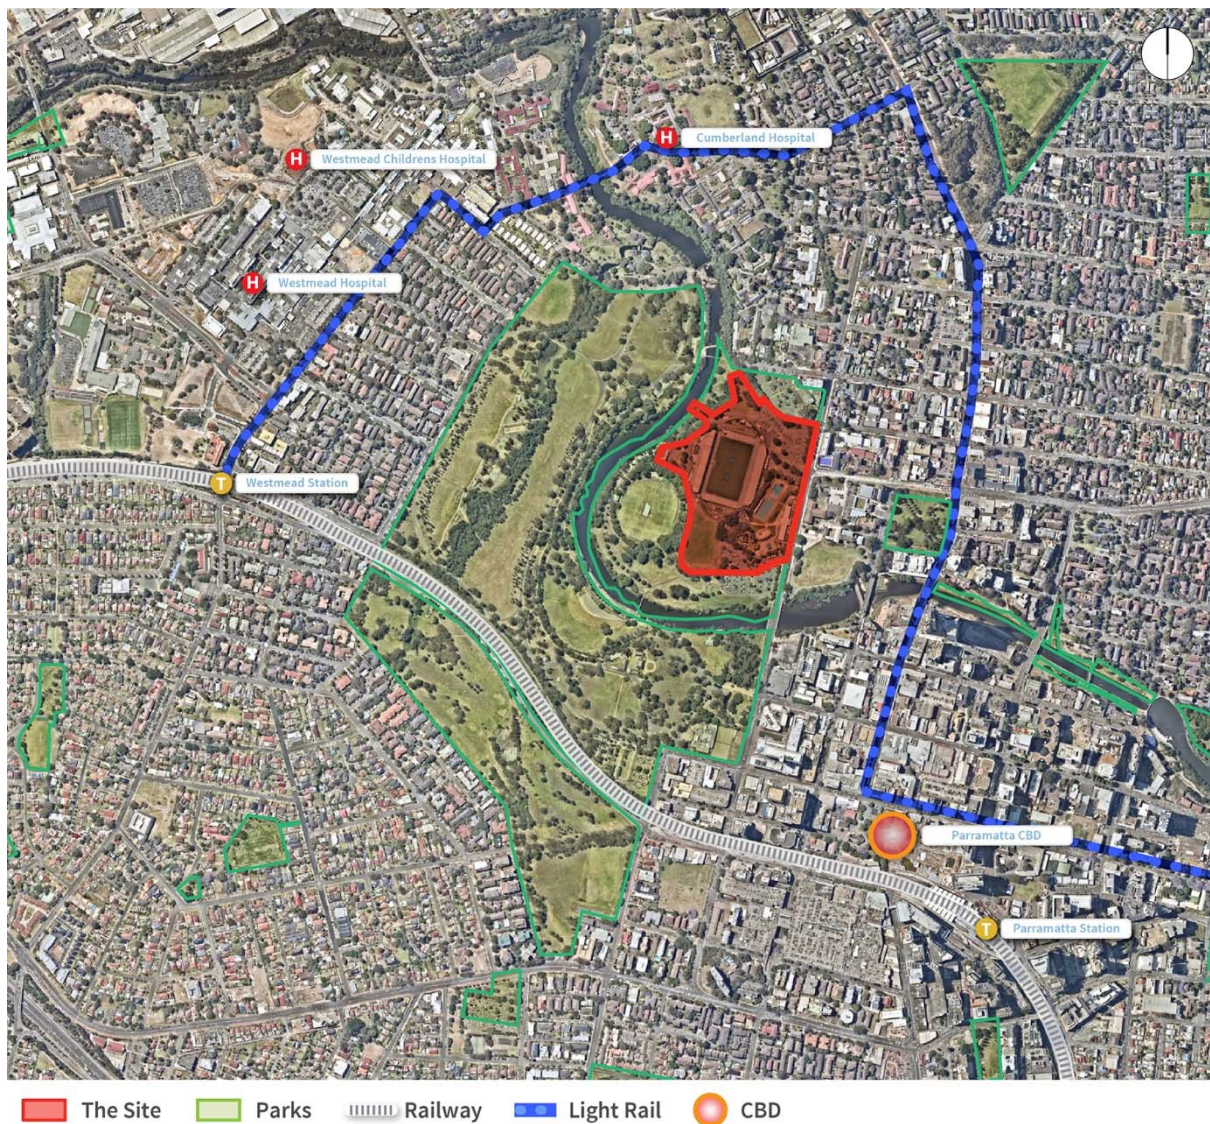 H Cumberland Hospital
H Westmead Childrens Hospital
H Westmead Hospital
T Westmead Station
Parramatta CBD
T Parramatta Station
The Site Parks Railway Light Rail CBD